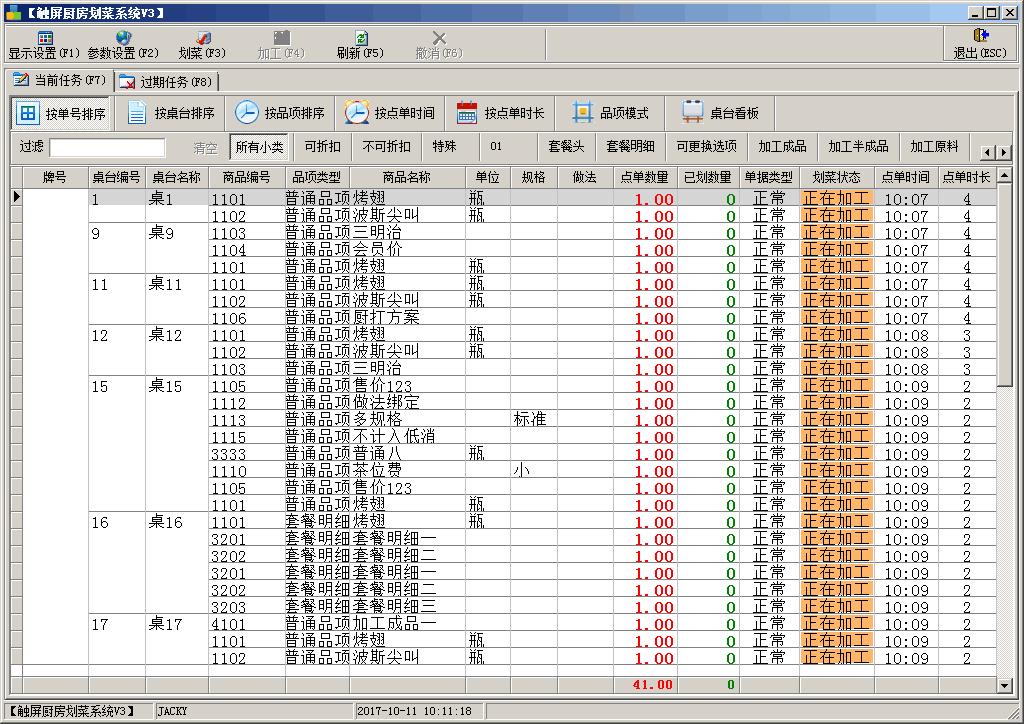 【触屏厨房划菜系统V3】
显示设置(F1) 参数设置(F2) 划菜(F3) 加工(F4) 刷新(F5) 撤消(F6) 退出(ESC)
当前任务(F7) 过期任务(F8)
按单号排序 按桌台排序 按品项排序 按点单时间 按点单时长 品项模式 桌台看板
过滤 清空 所有小类 可折扣 不可折扣 特殊 01 套餐头 套餐明细 可更换选项 加工成品 加工半成品 加工原料
牌号 桌台编号 桌台名称 商品编号 品项类型 商品名称 单位 规格 做法 点单数量 已划数量 单据类型 划菜状态 点单时间 点单时长
1 桌1 1101 普通品项 烤翅 瓶 1.00 0 正常 正在加工 10:07 4
1102 普通品项 波斯尖叫 瓶 1.00 0 正常 正在加工 10:07 4
9 桌9 1103 普通品项 三明治 1.00 0 正常 正在加工 10:07 4
1104 普通品项 会员价 1.00 0 正常 正在加工 10:07 4
1101 普通品项 烤翅 瓶 1.00 0 正常 正在加工 10:07 4
11 桌11 1101 普通品项 烤翅 瓶 1.00 0 正常 正在加工 10:07 4
1102 普通品项 波斯尖叫 瓶 1.00 0 正常 正在加工 10:07 4
1106 普通品项 厨打方案 1.00 0 正常 正在加工 10:07 4
12 桌12 1101 普通品项 烤翅 瓶 1.00 0 正常 正在加工 10:08 3
1102 普通品项 波斯尖叫 瓶 1.00 0 正常 正在加工 10:08 3
1103 普通品项 三明治 1.00 0 正常 正在加工 10:08 3
15 桌15 1105 普通品项 售价123 1.00 0 正常 正在加工 10:09 2
1112 普通品项 做法绑定 1.00 0 正常 正在加工 10:09 2
1113 普通品项 多规格 标准 1.00 0 正常 正在加工 10:09 2
1115 普通品项 不计入低消 1.00 0 正常 正在加工 10:09 2
3333 普通品项 普通八 瓶 1.00 0 正常 正在加工 10:09 2
1110 普通品项 茶位费 小 1.00 0 正常 正在加工 10:09 2
1105 普通品项 售价123 1.00 0 正常 正在加工 10:09 2
1101 普通品项 烤翅 瓶 1.00 0 正常 正在加工 10:09 2
16 桌16 1101 套餐明细 烤翅 瓶 1.00 0 正常 正在加工 10:09 2
3201 套餐明细 套餐明细一 1.00 0 正常 正在加工 10:09 2
3202 套餐明细 套餐明细二 1.00 0 正常 正在加工 10:09 2
3201 套餐明细 套餐明细一 1.00 0 正常 正在加工 10:09 2
3202 套餐明细 套餐明细二 1.00 0 正常 正在加工 10:09 2
3203 套餐明细 套餐明细三 1.00 0 正常 正在加工 10:09 2
17 桌17 4101 普通品项 加工成品一 1.00 0 正常 正在加工 10:09 2
1101 普通品项 烤翅 瓶 1.00 0 正常 正在加工 10:09 2
1102 普通品项 波斯尖叫 瓶 1.00 0 正常 正在加工 10:09 2
41.00 0
【触屏厨房划菜系统V3】 JACKY 2017-10-11 10:11:18